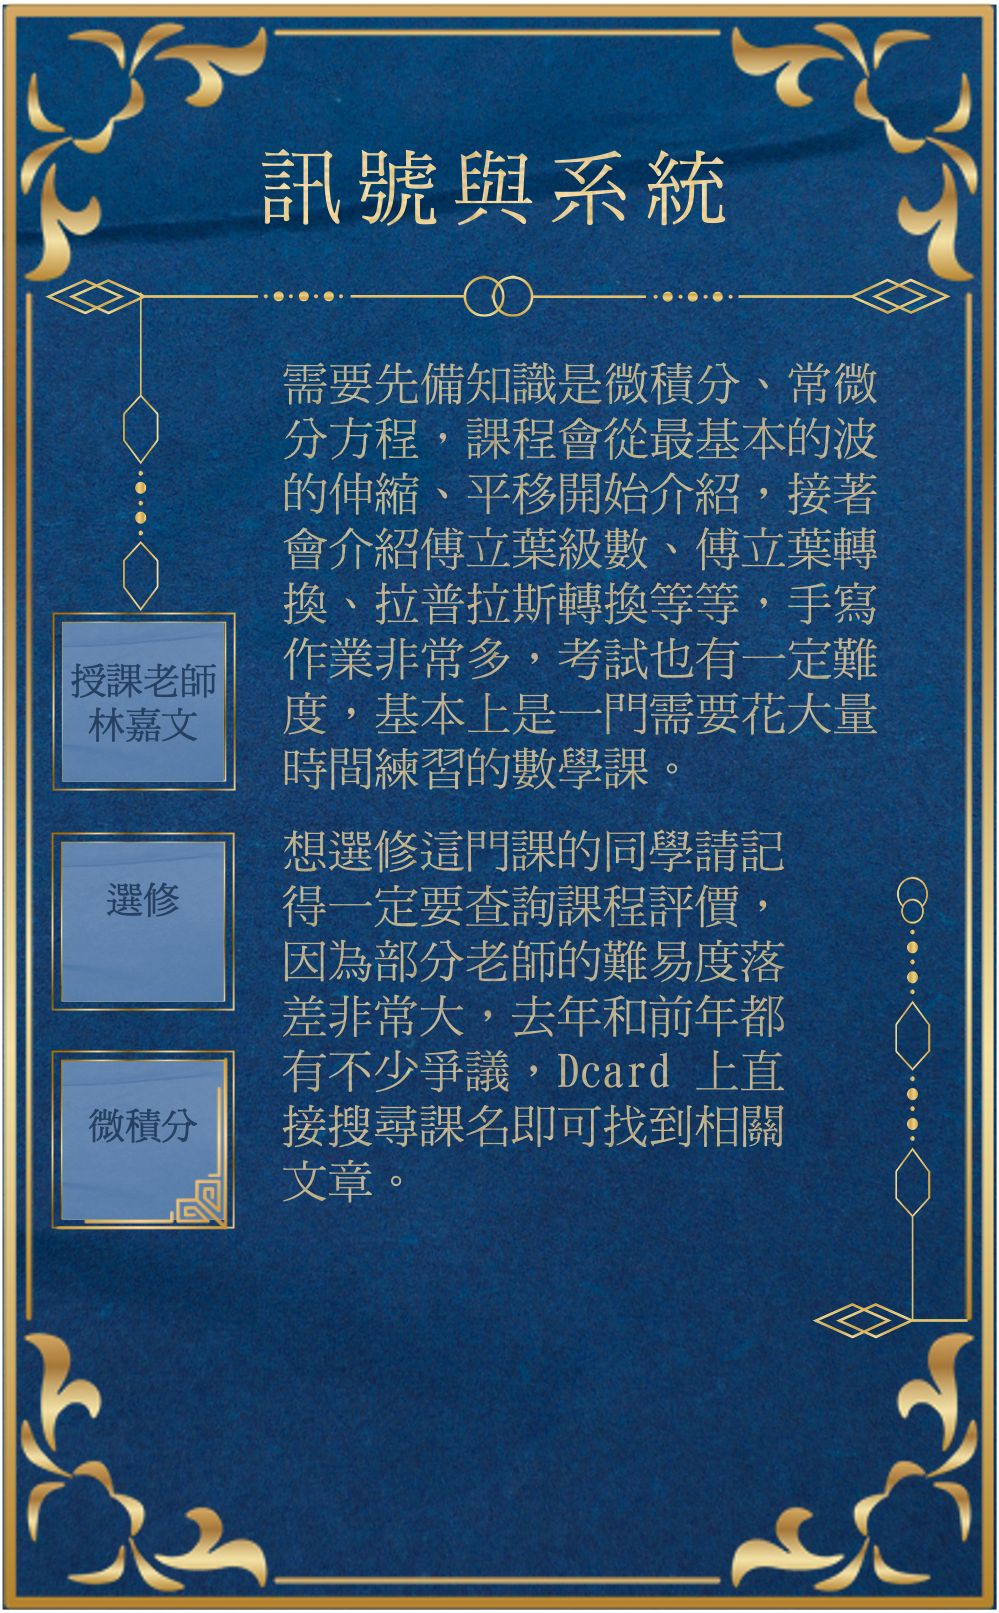 訊號與系統
需要先備知識是微積分、常微
分方程，課程會從最基本的波
的伸縮、平移開始介紹，接著
會介紹傅立葉級數、傅立葉轉
換、拉普拉斯轉換等等，手寫
作業非常多，考試也有一定難
度，基本上是一門需要花大量
時間練習的數學課。
想選修這門課的同學請記
得一定要查詢課程評價，
因為部分老師的難易度落
差非常大，去年和前年都
有不少爭議，Dcard 上直
接搜尋課名即可找到相關
文章。
授課老師
林嘉文
選修
微積分